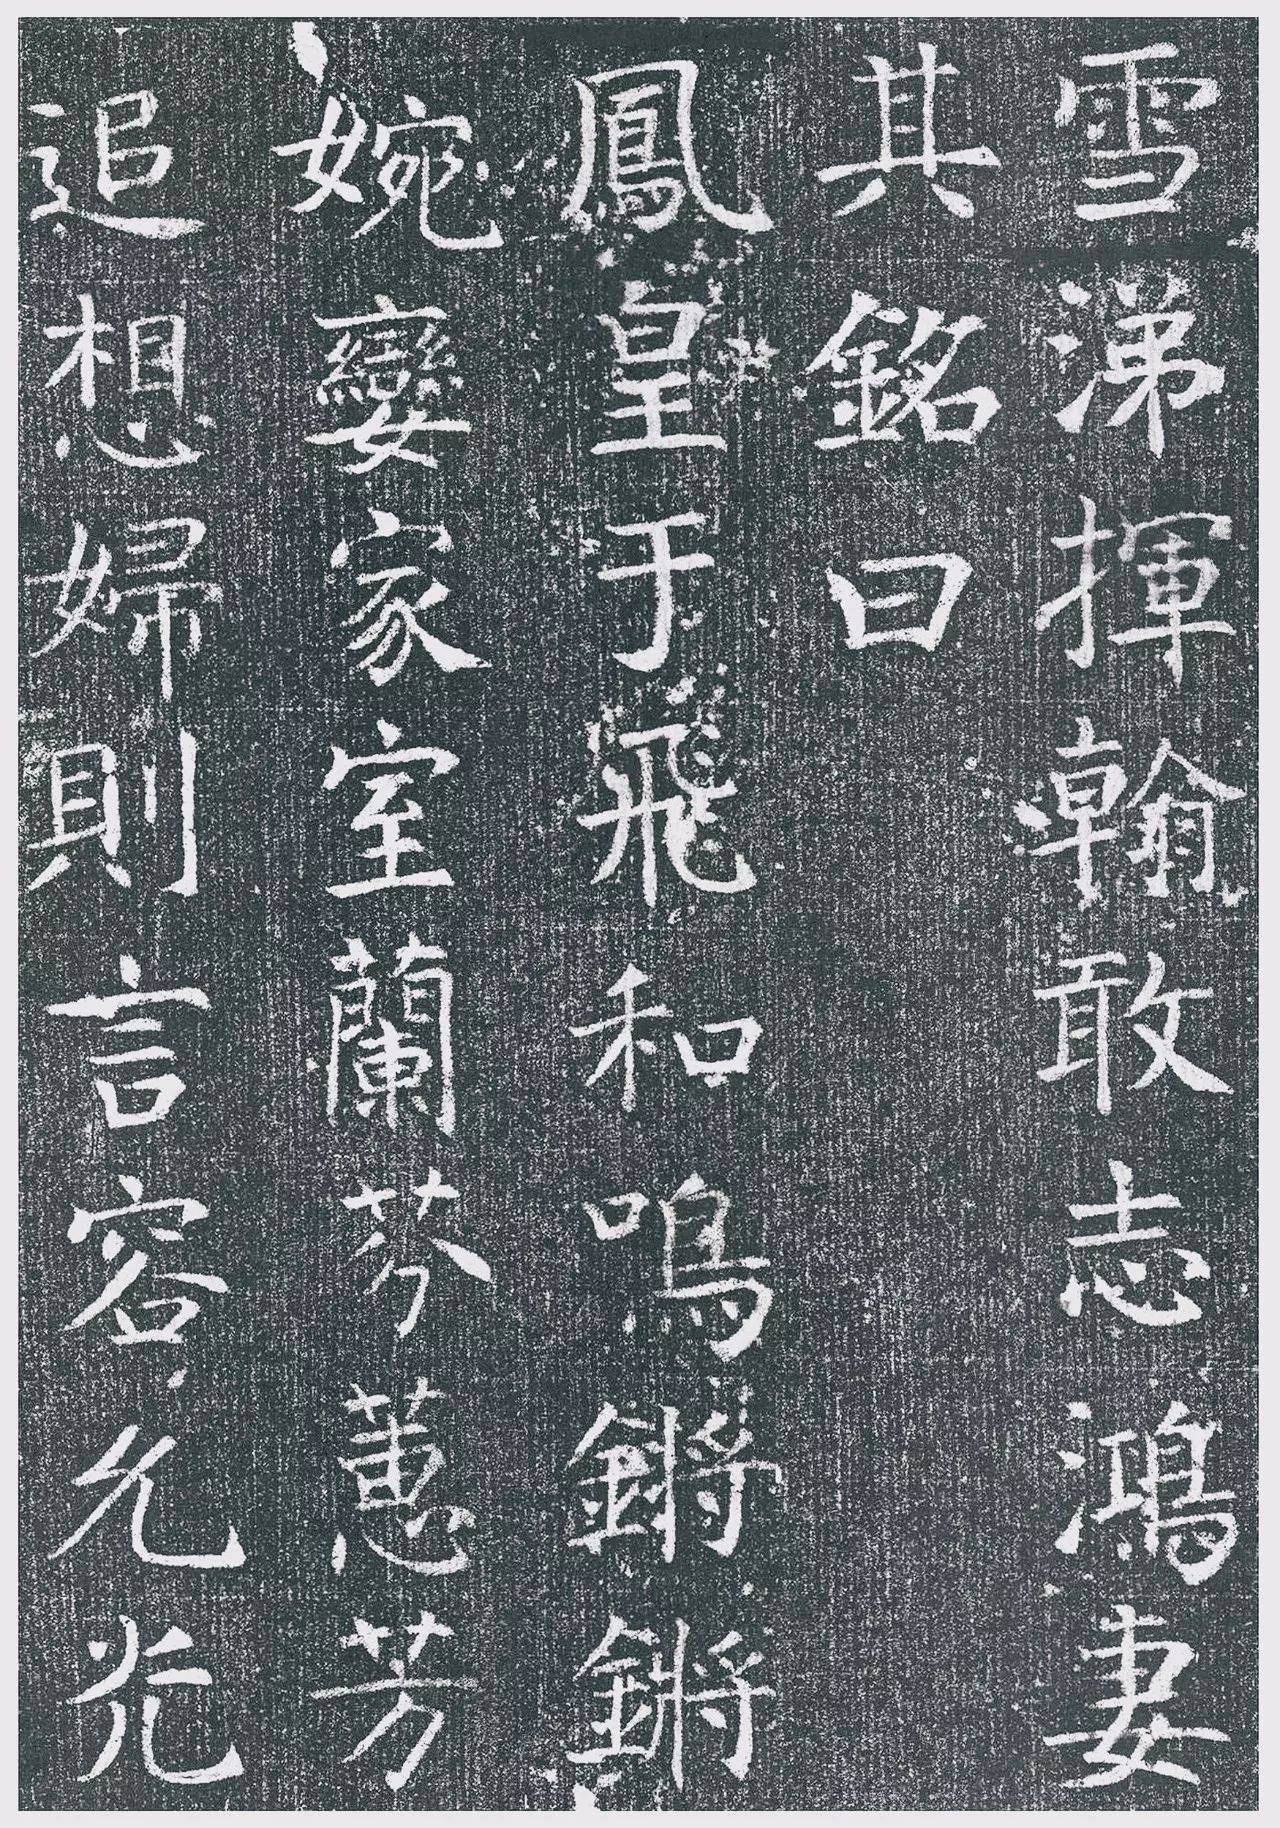 雪涕揮翰敢志鴻妻
其銘曰
鳳皇于飛和鳴鏘鏘
婉孌家室蘭芬蕙芳
追想婦則言容允光